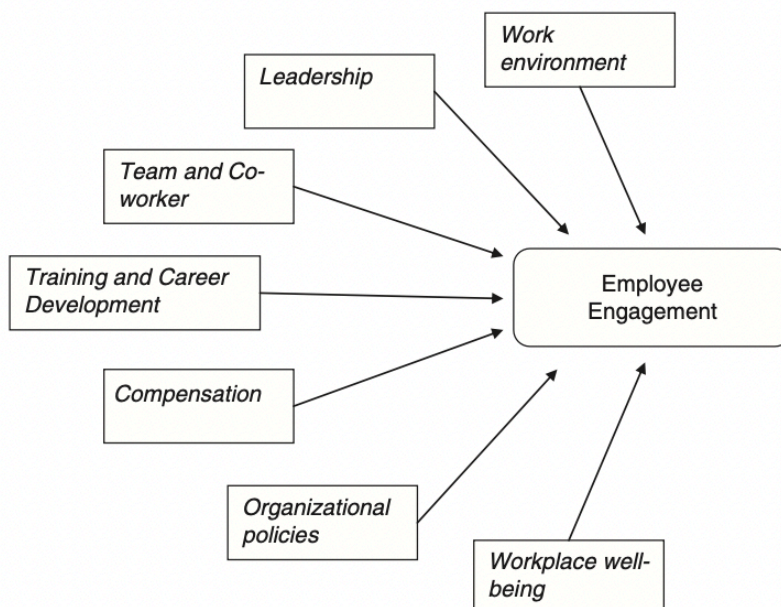 Work
environment
Leadership
Team and Co-
worker
Training and Career
Development
Employee
Engagement
Compensation
Organizational
policies
Workplace well-
being